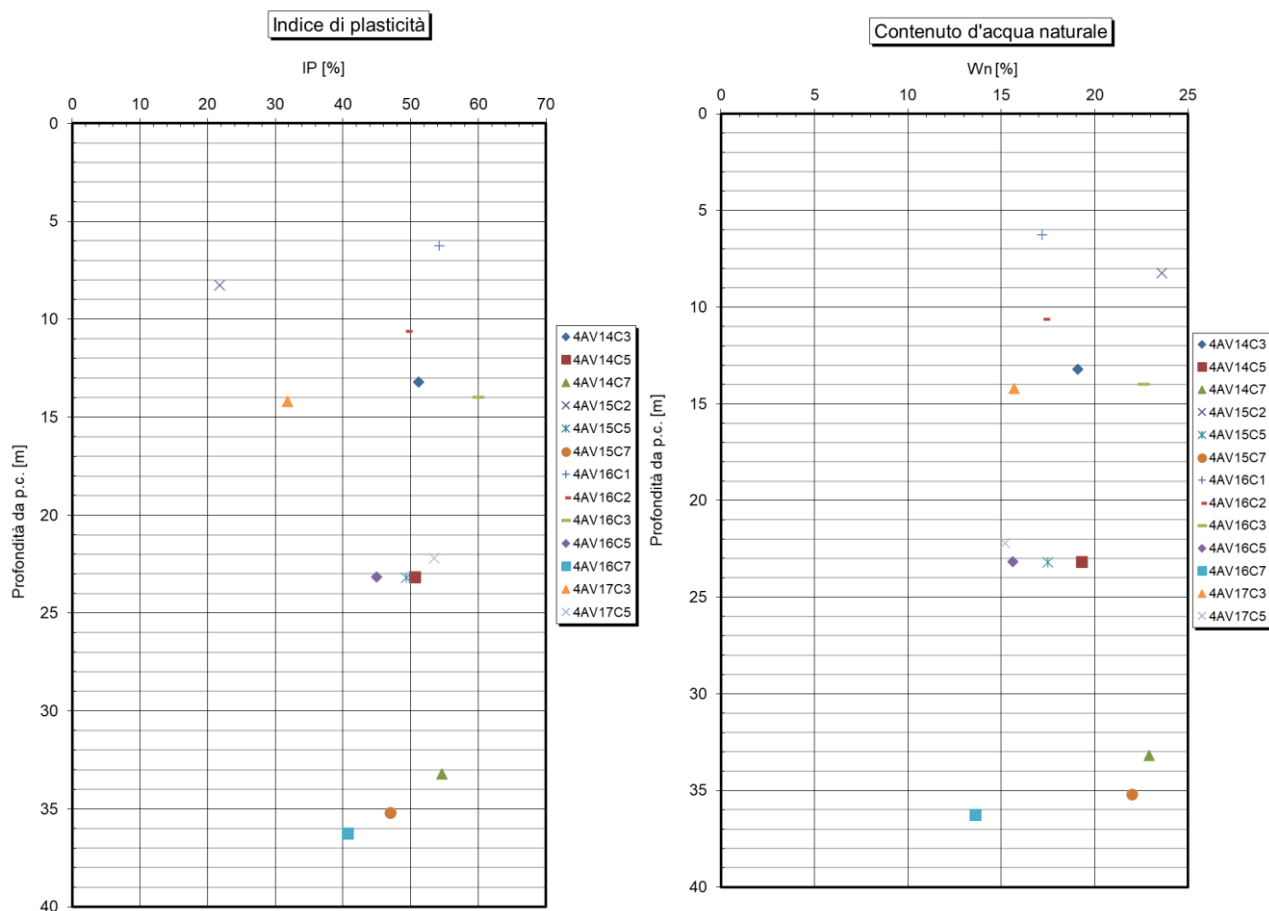 Indice di plasticità
IP [%]
0 10 20 30 40 50 60 70
0
5
10
15
20
25
30
35
40
Profondità da p.c. [m]
4AV14C3
4AV14C5
4AV14C7
4AV15C2
4AV15C5
4AV15C7
4AV16C1
4AV16C2
4AV16C3
4AV16C5
4AV16C7
4AV17C3
4AV17C5
Contenuto d'acqua naturale
Wn [%]
0 5 10 15 20 25
0
5
10
15
20
25
30
35
40
Profondità da p.c. [m]
4AV14C3
4AV14C5
4AV14C7
4AV15C2
4AV15C5
4AV15C7
4AV16C1
4AV16C2
4AV16C3
4AV16C5
4AV16C7
4AV17C3
4AV17C5